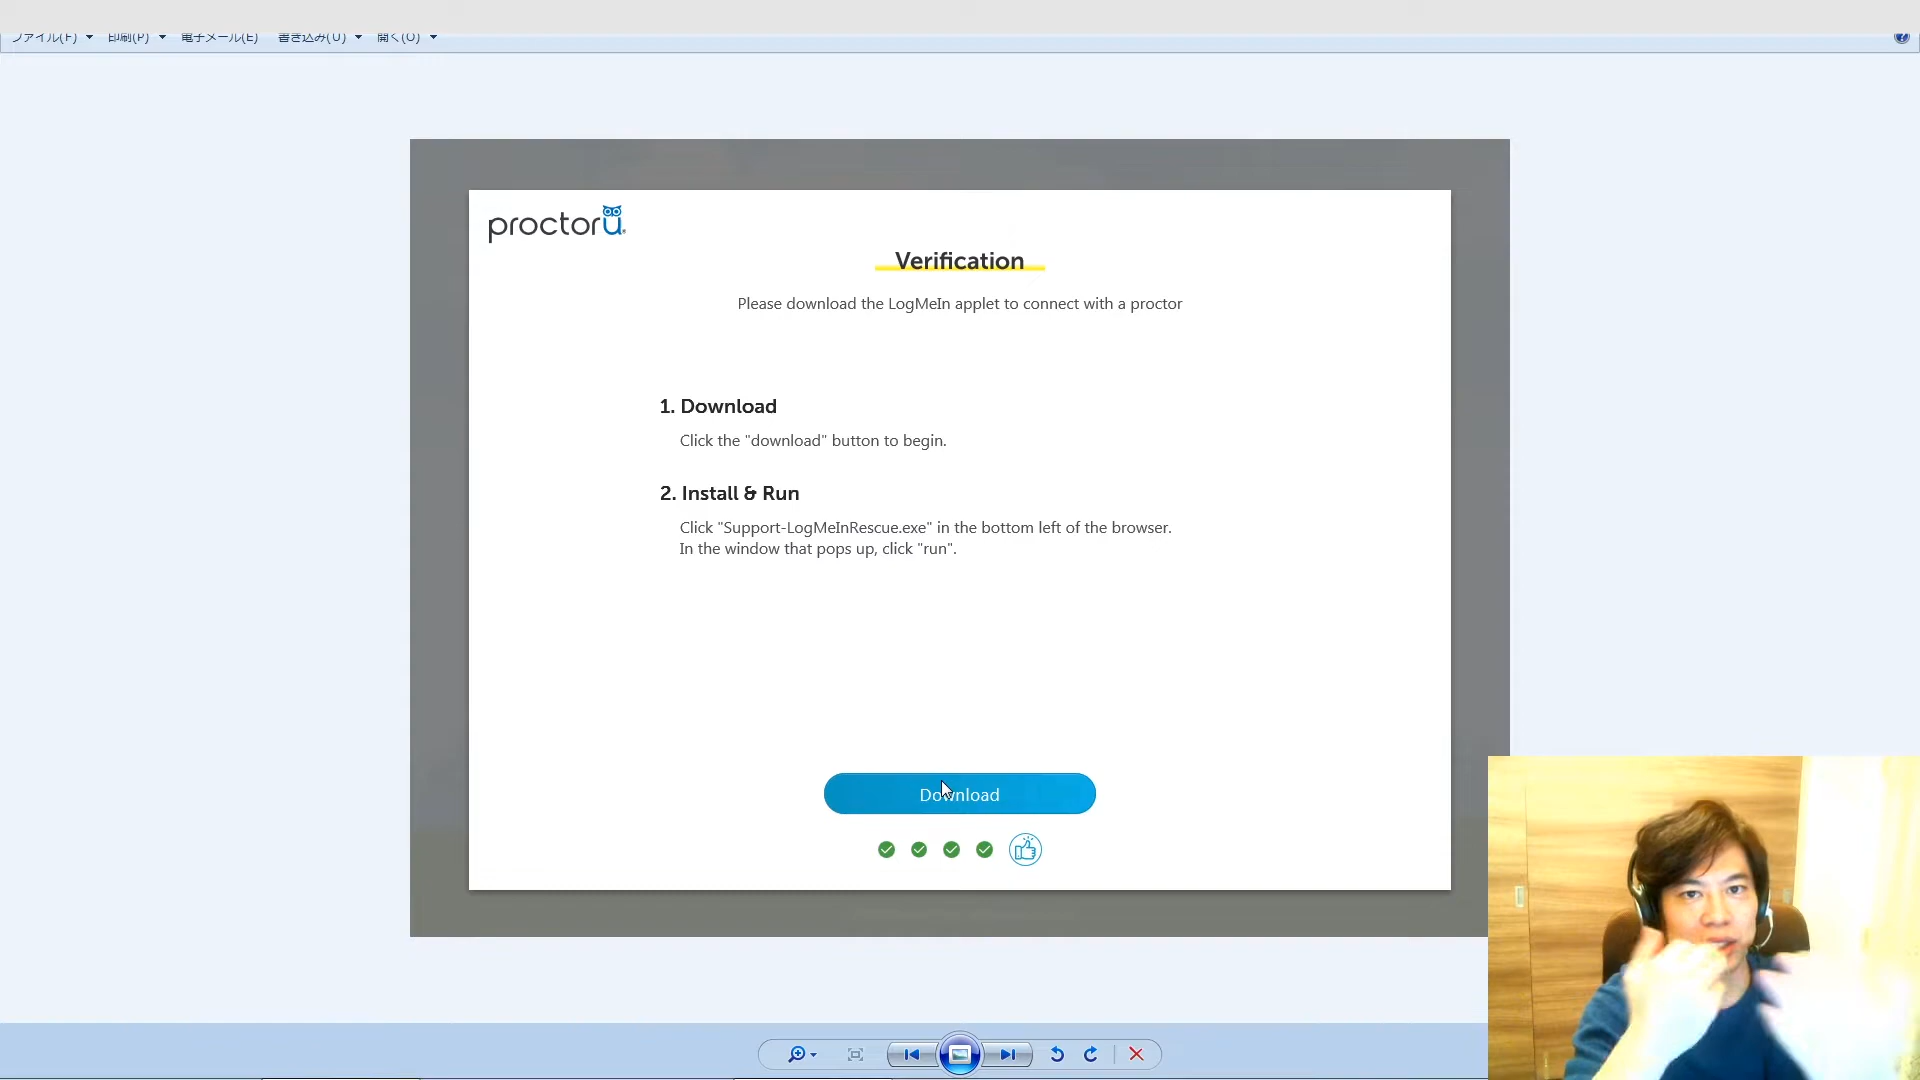 ファイル(F) 印刷(P) 電子メール(E) 書き込み(U) 開く(O)
proctoru
Verification
Please download the LogMeIn applet to connect with a proctor
1. Download
Click the "download" button to begin.
2. Install & Run
Click "Support-LogMeInRescue.exe" in the bottom left of the browser.
In the window that pops up, click "run".
Download